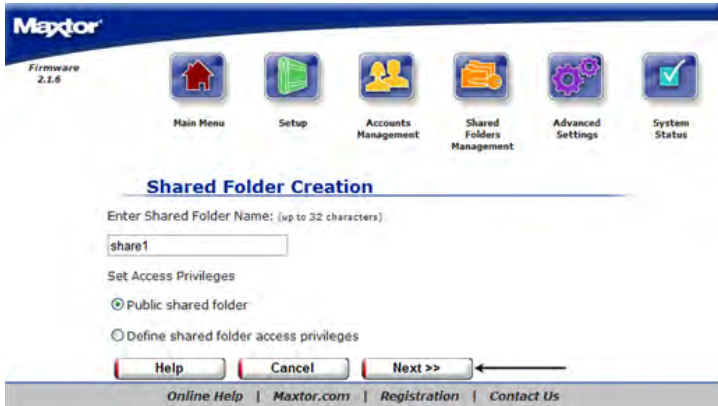 Maxtor
Firmware
2.1.6
Main Menu
Setup
Accounts
Management
Shared
Folders
Management
Advanced
Settings
System
Status
Shared Folder Creation
Enter Shared Folder Name: (up to 32 characters)
share1
Set Access Privileges
Public shared folder
Define shared folder access privileges
Help Cancel Next >>
Online Help | Maxtor.com | Registration | Contact Us